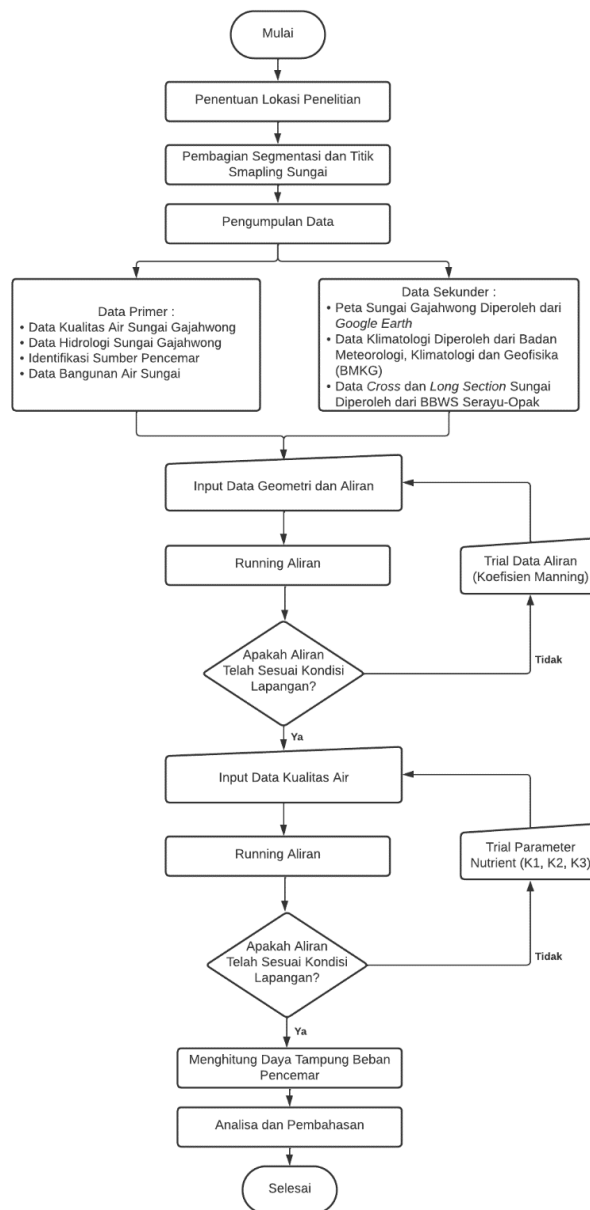 Mulai
Penentuan Lokasi Penelitian
Pembagian Segmentasi dan Titik
Smapling Sungai
Pengumpulan Data
Data Primer :
• Data Kualitas Air Sungai Gajahwong
• Data Hidrologi Sungai Gajahwong
• Identifikasi Sumber Pencemar
• Data Bangunan Air Sungai
Data Sekunder :
• Peta Sungai Gajahwong Diperoleh dari
Google Earth
• Data Klimatologi Diperoleh dari Badan
Meteorologi, Klimatologi dan Geofisika
(BMKG)
• Data Cross dan Long Section Sungai
Diperoleh dari BBWS Serayu-Opak
Input Data Geometri dan Aliran
Running Aliran
Trial Data Aliran
(Koefisien Manning)
Apakah Aliran
Telah Sesuai Kondisi
Lapangan?
Tidak
Ya
Input Data Kualitas Air
Running Aliran
Trial Parameter
Nutrient (K1, K2, K3)
Apakah Aliran
Telah Sesuai Kondisi
Lapangan?
Tidak
Ya
Menghitung Daya Tampung Beban
Pencemar
Analisa dan Pembahasan
Selesai